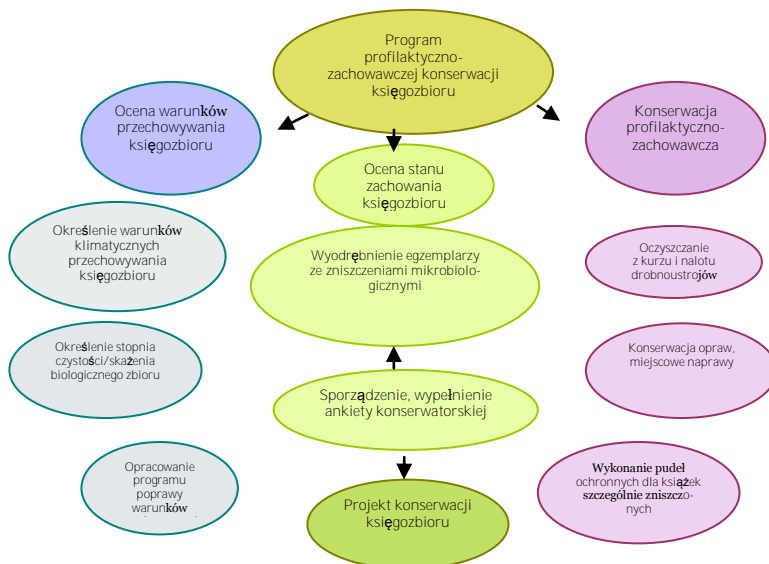 Program
profilaktyczno-
zachowawczej konserwacji
księgozbioru
Ocena warunków
przechowywania
księgozbioru
Konserwacja
profilaktyczno-
zachowawcza
Ocena stanu
zachowania
księgozbioru
Określenie warunków
klimatycznych
przechowywania
księgozbioru
Wyodrębnienie egzemplarzy
ze zniszczeniami mikrobiolo-
gicznymi
Oczyszczanie
z kurzu i nalotu
drobnoustrojów
Określenie stopnia
czystości/skażenia
biologicznego zbioru
Konserwacja opraw,
miejscowe naprawy
Sporządzenie, wypełnienie
ankiety konserwatorskiej
Opracowanie
programu
poprawy
warunków
Wykonanie pudeł
ochronnych dla książek
szczególnie zniszczo-
nych
Projekt konserwacji
księgozbioru